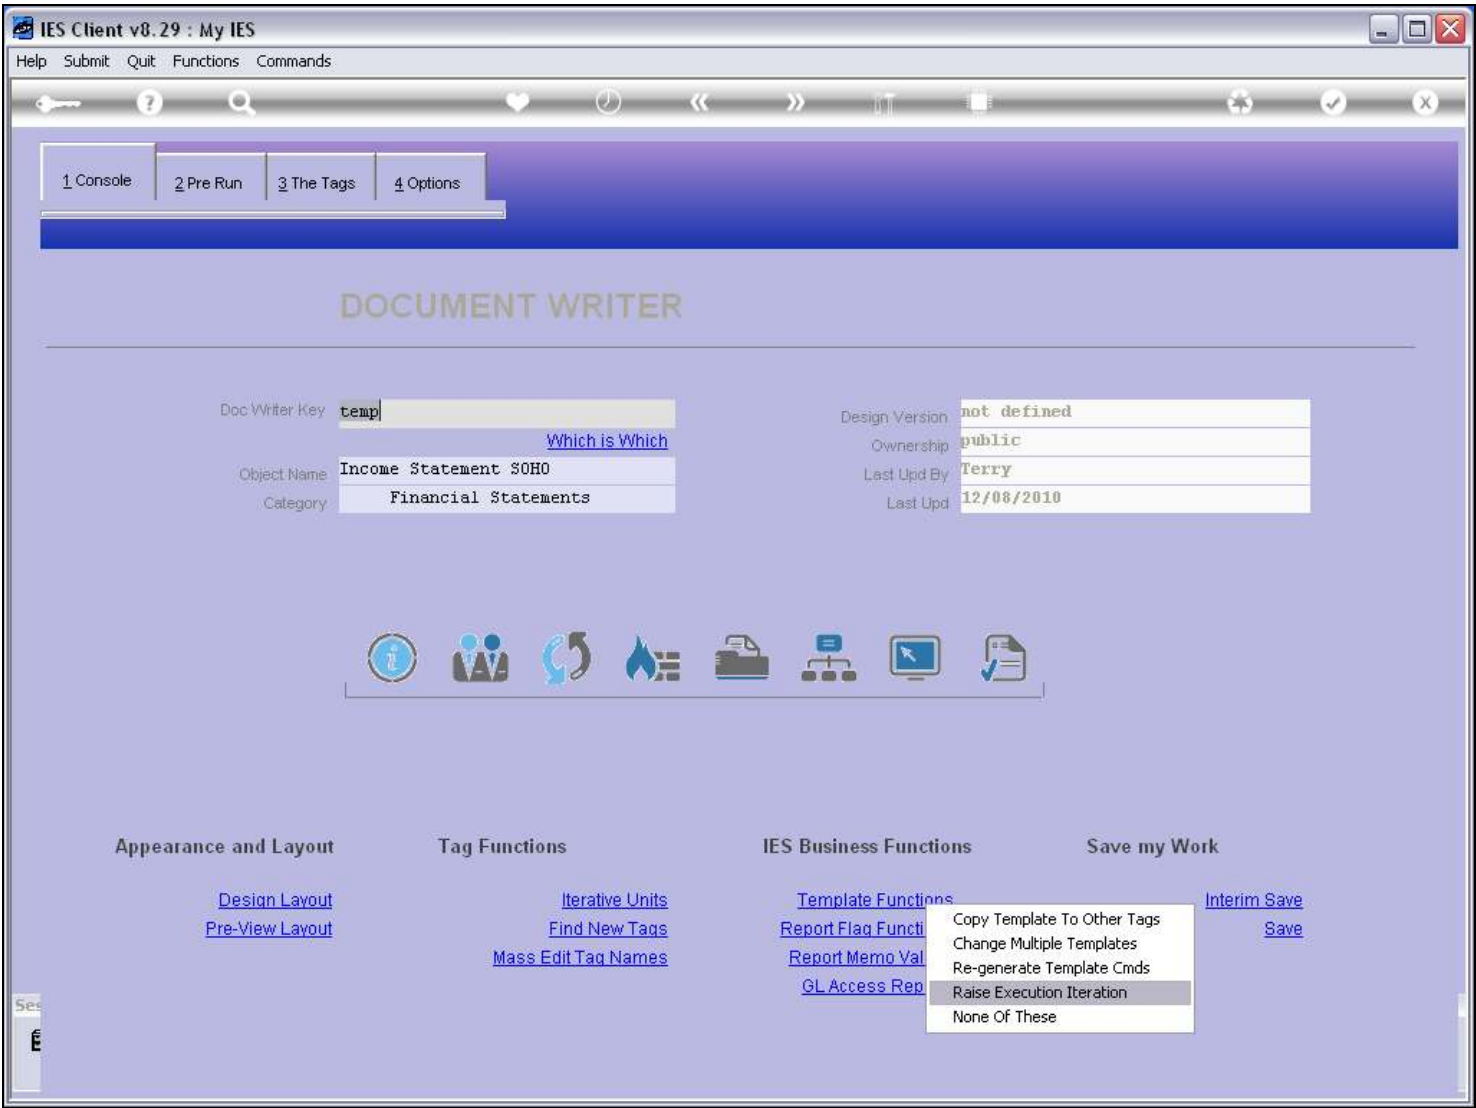 IES Client v8.29 : My IES
Help Submit Quit Functions Commands
1 Console 2 Pre Run 3 The Tags 4 Options
DOCUMENT WRITER
Doc Writer Key temp
Design Version not defined
Which is Which
Ownership public
Object Name Income Statement SOHO
Last Upd By Terry
Category Financial Statements
Last Upd 12/08/2010
Appearance and Layout Tag Functions IES Business Functions Save my Work
Design Layout Iterative Units Template Functions Interim Save
Pre-View Layout Find New Tags Report Flag Functi Save
Mass Edit Tag Names Report Memo Val
GL Access Rep
Copy Template To Other Tags
Change Multiple Templates
Re-generate Template Cmds
Raise Execution Iteration
None Of These